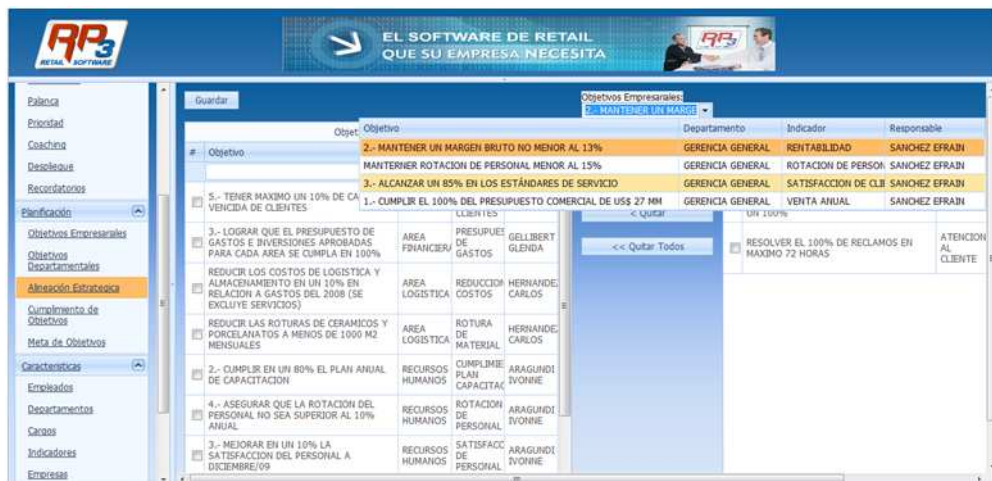 RP3
RETAIL SOFTWARE
EL SOFTWARE DE RETAIL
QUE SU EMPRESA NECESITA
RP3
Palanca
Prioridad
Coaching
Despliegue
Recordatorios
Planificación
Objetivos Empresariales
Objetivos
Departamentales
Alineación Estrategica
Cumplimiento de
Objetivos
Meta de Objetivos
Caracteristicas
Empleados
Departamentos
Cargos
Indicadores
Empresas
Guardar
Objetivos Empresariales:
2.- MANTENER UN MARGE
Objetivo Departamento Indicador Responsable
2.- MANTENER UN MARGEN BRUTO NO MENOR AL 13% GERENCIA GENERAL RENTABILIDAD SANCHEZ EFRAIN
MANTERNER ROTACION DE PERSONAL MENOR AL 15% GERENCIA GENERAL ROTACION DE PERSON SANCHEZ EFRAIN
3.- ALCANZAR UN 85% EN LOS ESTÁNDARES DE SERVICIO GERENCIA GENERAL SATISFACCION DE CLI SANCHEZ EFRAIN
1.- CUMPLIR EL 100% DEL PRESUPUESTO COMERCIAL DE US$ 27 MM GERENCIA GENERAL VENTA ANUAL SANCHEZ EFRAIN
Objet
# Objetivo
5.- TENER MAXIMO UN 10% DE CA
VENCIDA DE CLIENTES
CLIENTES
3.- LOGRAR QUE EL PRESUPUESTO DE
GASTOS E INVERSIONES APROBADAS
PARA CADA AREA SE CUMPLA EN 100%
AREA
FINANCIERA
PRESUPUES
DE
GASTOS
GELLIBERT
GLENDA
REDUCIR LOS COSTOS DE LOGISTICA Y
ALMACENAMIENTO EN UN 10% EN
RELACION A GASTOS DEL 2008 (SE
EXCLUYE SERVICIOS)
AREA
LOGISTICA
REDUCCION
COSTOS
HERNANDE
CARLOS
REDUCIR LAS ROTURAS DE CERAMICOS Y
PORCELANATOS A MENOS DE 1000 M2
MENSUALES
AREA
LOGISTICA
ROTURA
DE
MATERIAL
HERNANDE
CARLOS
2.- CUMPLIR EN UN 80% EL PLAN ANUAL
DE CAPACITACION
RECURSOS
HUMANOS
CUMPLIMIE
PLAN
CAPACITAC
ARAGUNDI
IVONNE
4.- ASEGURAR QUE LA ROTACION DEL
PERSONAL NO SEA SUPERIOR AL 10%
ANUAL
RECURSOS
HUMANOS
ROTACION
DE
PERSONAL
ARAGUNDI
IVONNE
3.- MEJORAR EN UN 10% LA
SATISFACCION DEL PERSONAL A
DICIEMBRE/09
RECURSOS
HUMANOS
SATISFACC
DE
PERSONAL
ARAGUNDI
IVONNE
< Quitar
<< Quitar Todos
UN 100%
RESOLVER EL 100% DE RECLAMOS EN
MAXIMO 72 HORAS
ATENCION
AL
CLIENTE